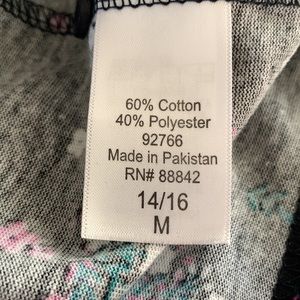 60% Cotton
40% Polyester
92766
Made in Pakistan
RN# 88842
14/16
M